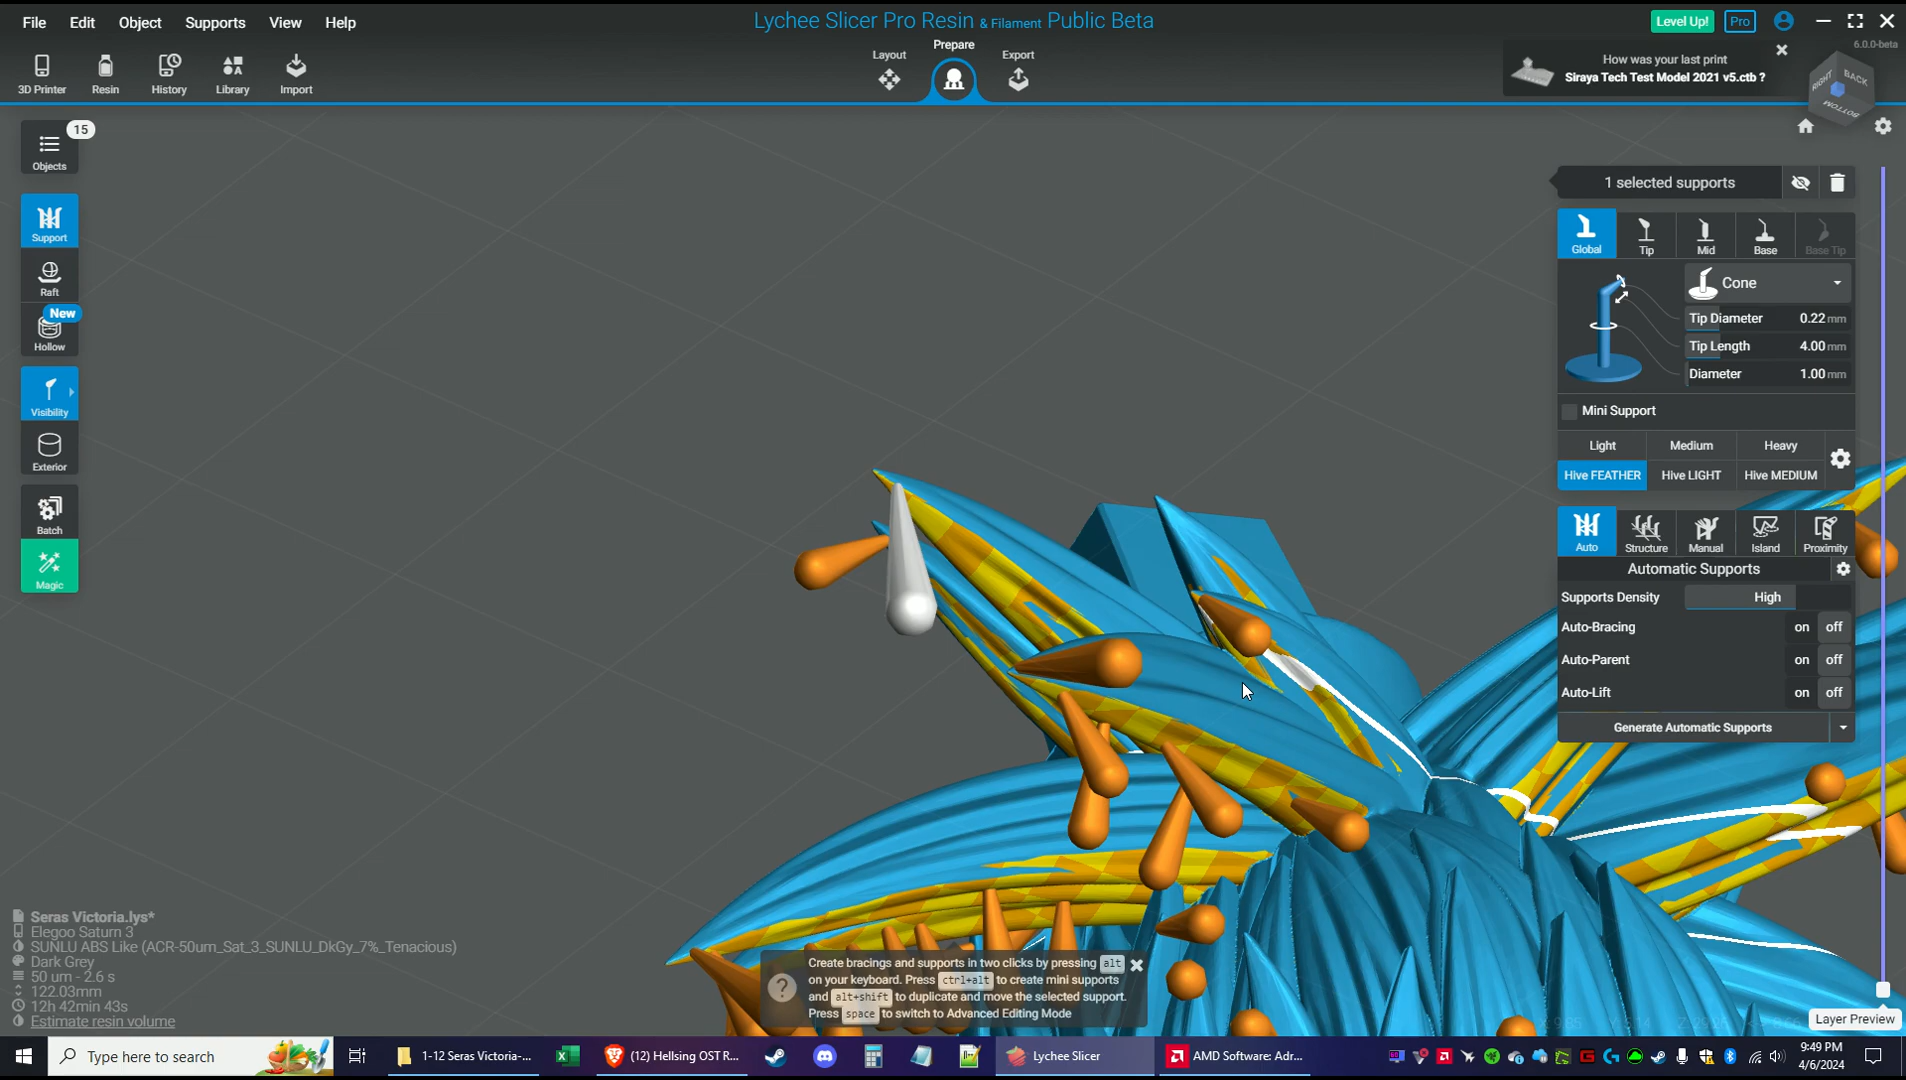 File Edit Object Supports View Help
Lychee Slicer Pro Resin & Filament Public Beta
Level Up! Pro
6.0.0-beta
3D Printer Resin History Library Import
Layout Prepare Export
How was your last print
Siraya Tech Test Model 2021 v5.ctb ?
RIGHT BACK BOTTOM
15
Objects
Support
Raft
New
Hollow
Visibility
Exterior
Batch
Magic
1 selected supports
Global Tip Mid Base Base Tip
Cone
Tip Diameter 0.22 mm
Tip Length 4.00 mm
Diameter 1.00 mm
Mini Support
Light Medium Heavy
Hive FEATHER Hive LIGHT Hive MEDIUM
Auto Structure Manual Island Proximity
Automatic Supports
Supports Density High
Auto-Bracing on off
Auto-Parent on off
Auto-Lift on off
Generate Automatic Supports
Seras Victoria.lys*
Elegoo Saturn 3
SUNLU ABS Like (ACR-50um_Sat_3_SUNLU_DkGy_7%_Tenacious)
Dark Grey
50 um - 2.6 s
122.03mm
12h 42min 43s
Estimate resin volume
? Create bracings and supports in two clicks by pressing alt
on your keyboard. Press ctrl+alt to create mini supports
and alt+shift to duplicate and move the selected support.
Press space to switch to Advanced Editing Mode
Layer Preview
Type here to search
1-12 Seras Victoria-...
(12) Hellsing OST R...
Lychee Slicer
AMD Software: Adr...
9:49 PM
4/6/2024